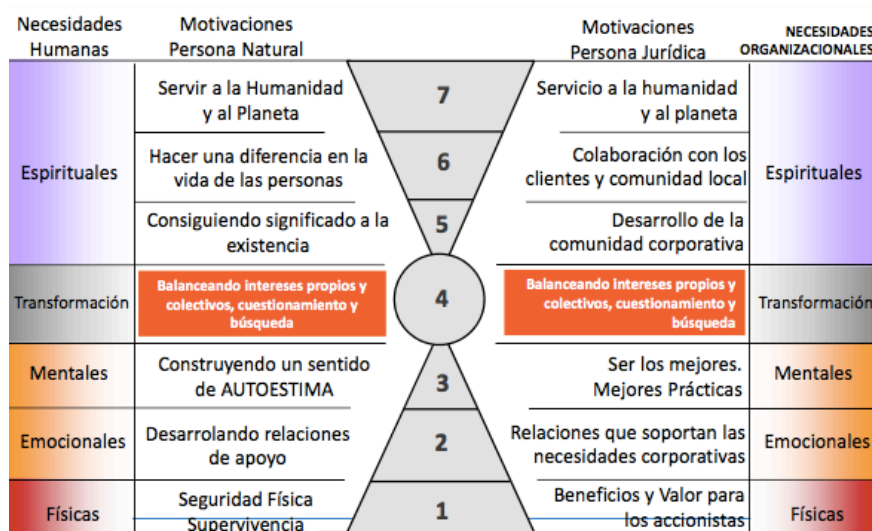 Necesidades
Humanas
Motivaciones
Persona Natural
Motivaciones
Persona Jurídica
NECESIDADES
ORGANIZACIONALES
Espirituales
Servir a la Humanidad
y al Planeta
7
Servicio a la humanidad
y al planeta
Espirituales
Hacer una diferencia en la
vida de las personas
6
Colaboración con los
clientes y comunidad local
Consiguiendo significado a la
existencia
5
Desarrollo de la
comunidad corporativa
Transformación
Balanceando intereses propios y
colectivos, cuestionamiento y
búsqueda
4
Balanceando intereses propios y
colectivos, cuestionamiento y
búsqueda
Transformación
Mentales
Construyendo un sentido
de AUTOESTIMA
3
Ser los mejores.
Mejores Prácticas
Mentales
Emocionales
Desarrolando relaciones
de apoyo
2
Relaciones que soportan las
necesidades corporativas
Emocionales
Físicas
Seguridad Física
Supervivencia
1
Beneficios y Valor para
los accionistas
Físicas